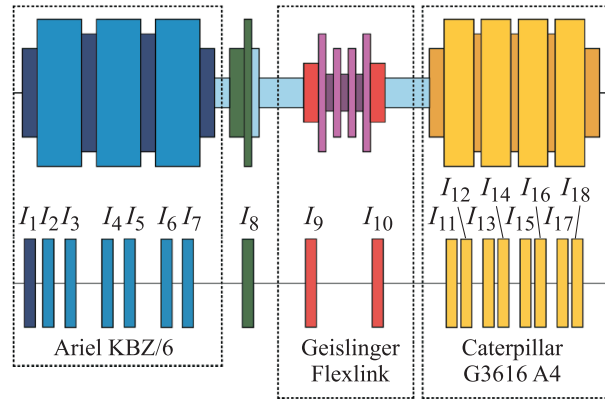 I12 I14 I16 I18
I1 I2 I3 I4 I5 I6 I7 I8 I9 I10 I11 I13 I15 I17
Ariel KBZ/6
Geislinger
Flexlink
Caterpillar
G3616 A4